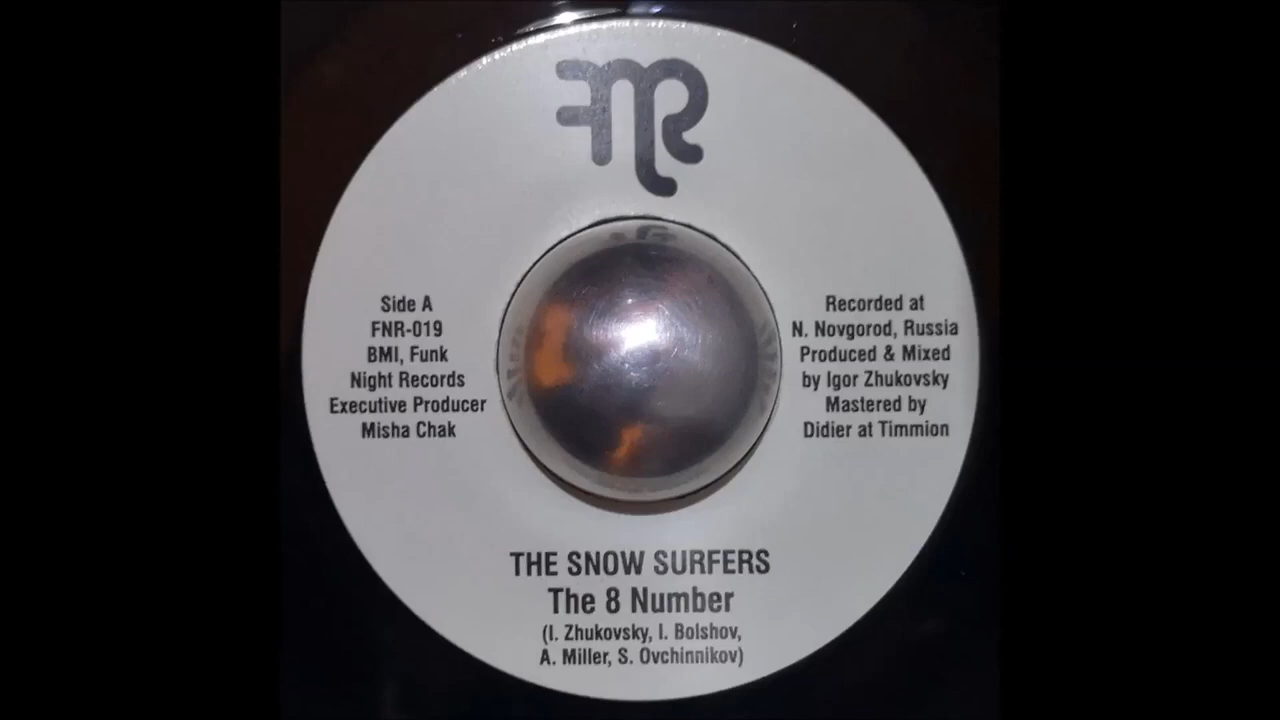 FNR
Side A
FNR-019
BMI, Funk
Night Records
Executive Producer
Misha Chak
Recorded at
N. Novgorod, Russia
Produced & Mixed
by Igor Zhukovsky
Mastered by
Didier at Timmion
THE SNOW SURFERS
The 8 Number
(I. Zhukovsky, I. Bolshov,
A. Miller, S. Ovchinnikov)